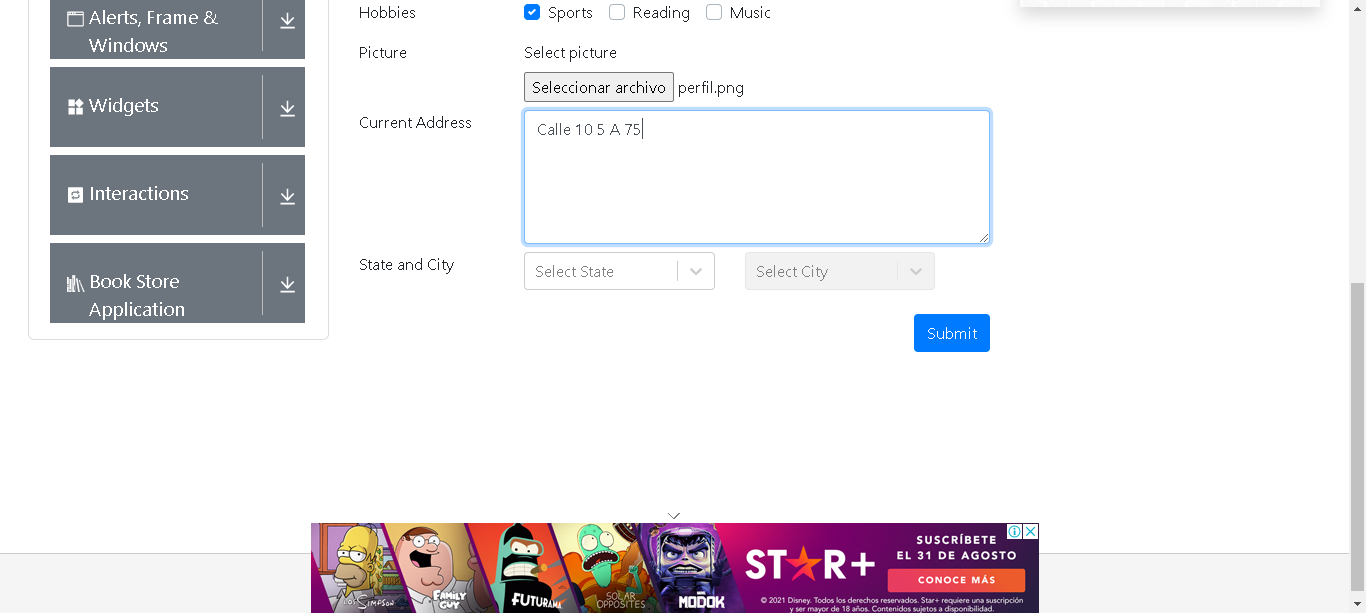 Alerts, Frame &
Windows
Widgets
Interactions
Book Store
Application
Hobbies
Sports Reading Music
Picture
Select picture
Seleccionar archivo perfil.png
Current Address
Calle 10 5 A 75
State and City
Select State
Select City
Submit
LOS SIMPSON
FAMILY
GUY
FUTURAMA
SOLAR
OPPOSITES
MODOK
STAR+
SUSCRÍBETE
EL 31 DE AGOSTO
CONOCE MÁS
© 2021 Disney. Todos los derechos reservados. Star+ requiere una suscripción
y ser mayor de 18 años. Contenidos sujetos a disponibilidad.